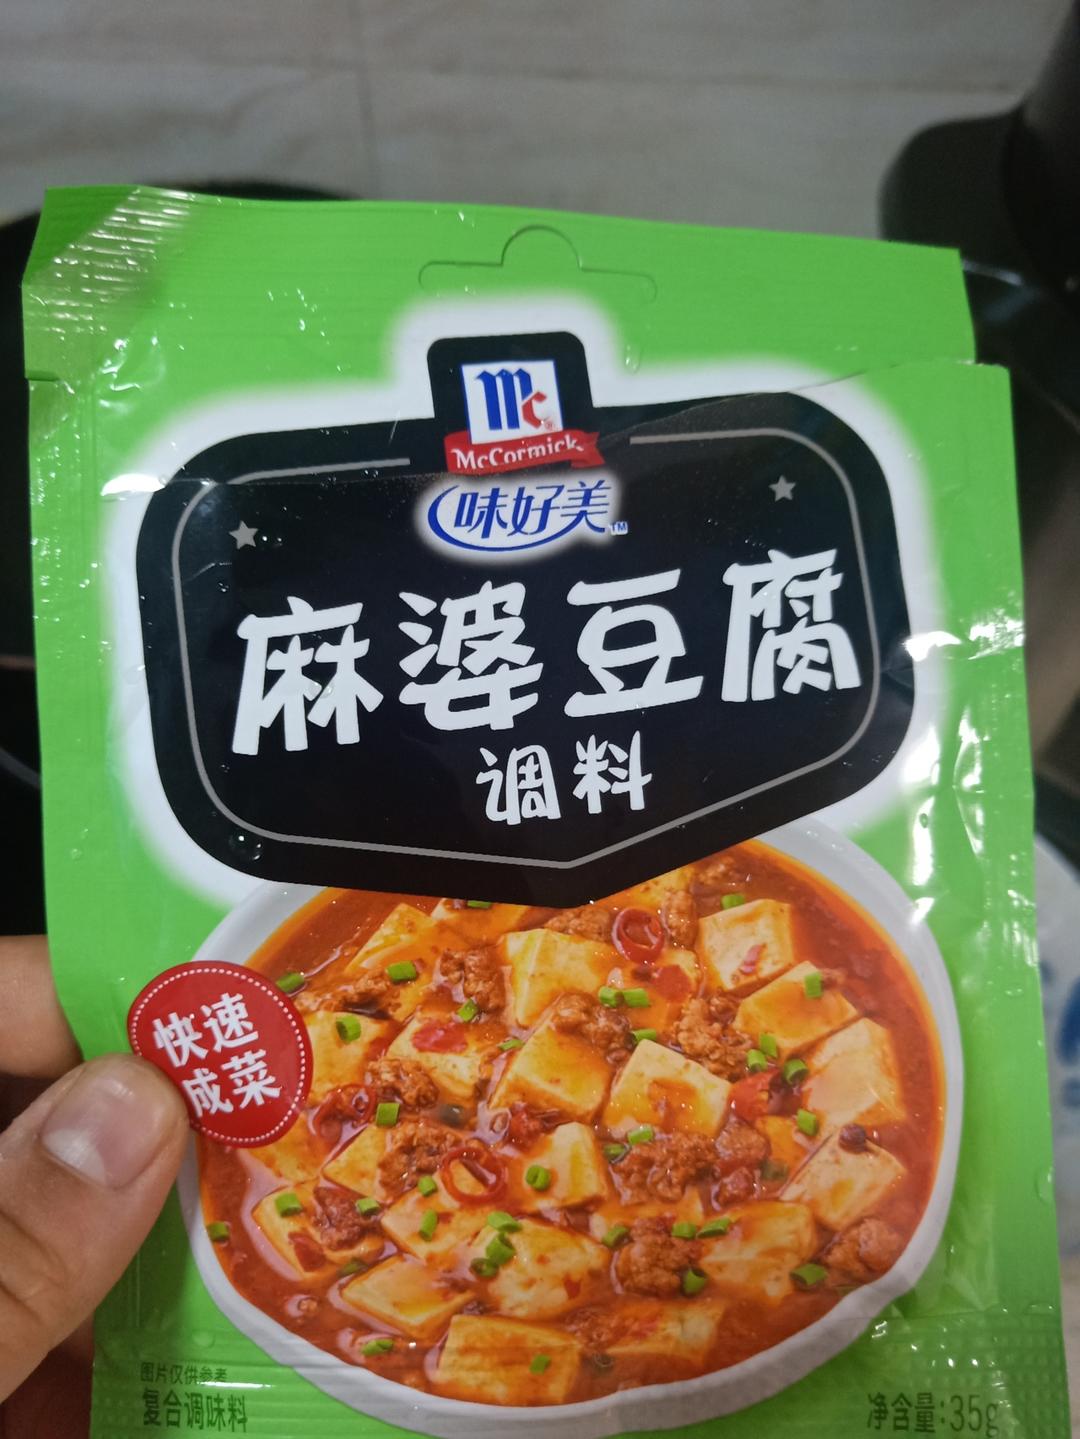 Mc
McCormick
味好美™
麻婆豆腐
调料
快速
成菜
图片仅供参考
复合调味料
净含量:35g